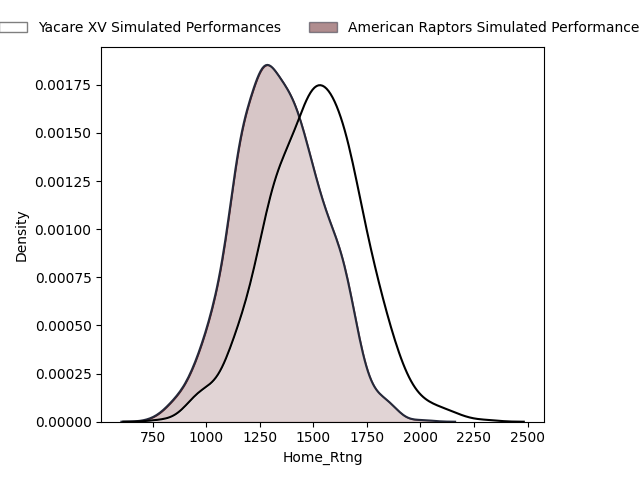 Yacare XV Simulated Performances
American Raptors Simulated Performance
0.00175
0.00150
0.00125
0.00100
0.00075
0.00050
0.00025
0.00000
Density
750 1000 1250 1500 1750 2000 2250 2500
Home_Rtng